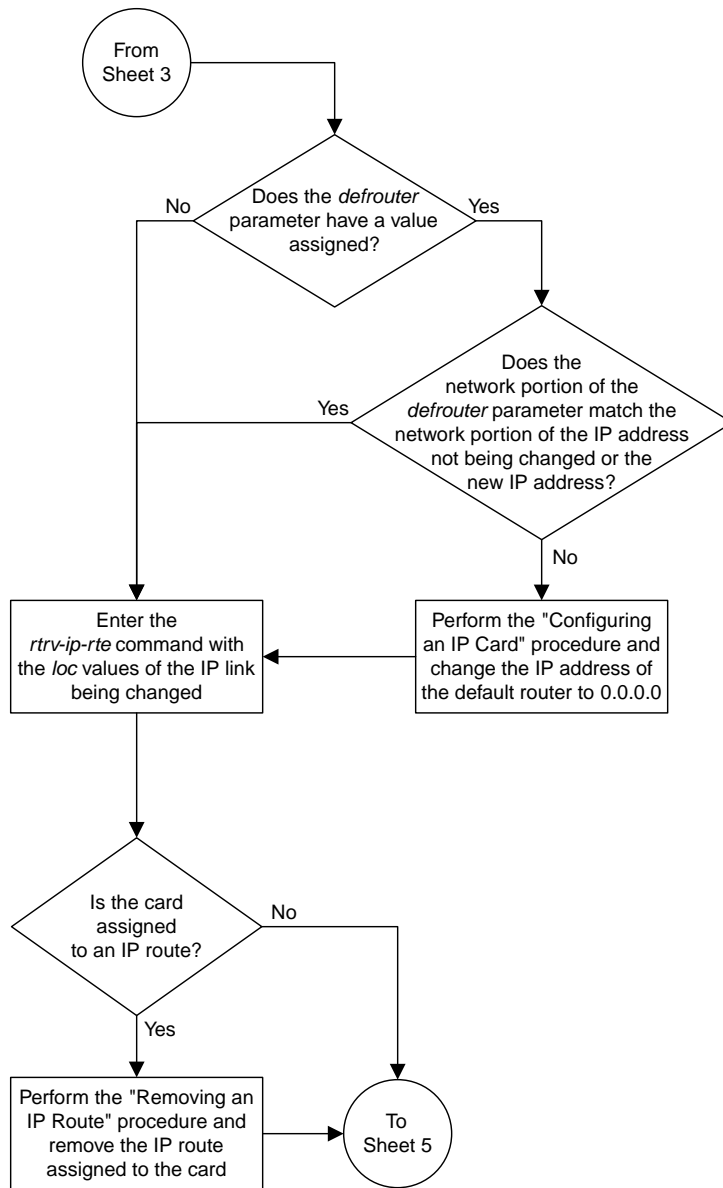 From
Sheet 3
Does the defrouter
parameter have a value
assigned?
No
Yes
Does the
network portion of the
defrouter parameter match the
network portion of the IP address
not being changed or the
new IP address?
Yes
No
Enter the
rtrv-ip-rte command with
the loc values of the IP link
being changed
Perform the "Configuring
an IP Card" procedure and
change the IP address of
the default router to 0.0.0.0
Is the card
assigned
to an IP route?
No
Yes
Perform the "Removing an
IP Route" procedure and
remove the IP route
assigned to the card
To
Sheet 5